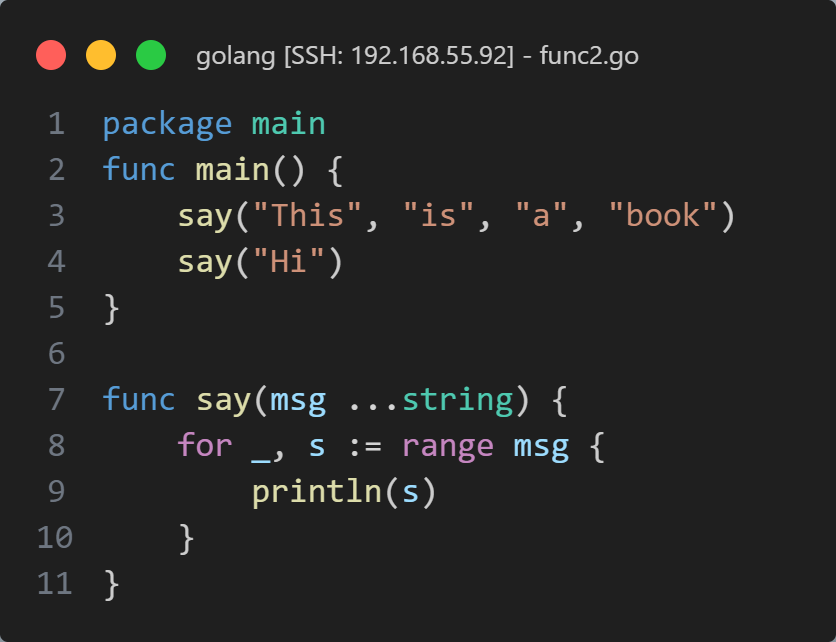 golang [SSH: 192.168.55.92] - func2.go
1 package main
2 func main() {
3     say("This", "is", "a", "book")
4     say("Hi")
5 }
6
7 func say(msg ...string) {
8     for _, s := range msg {
9         println(s)
10     }
11 }